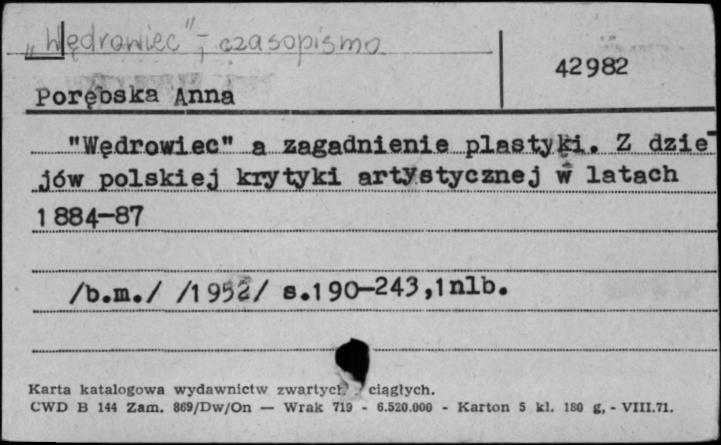 „Wędrowiec" - czasopismo
42982
Porębska Anna
"Wędrowiec" a zagadnienie plastyki. Z dzie-
jów polskiej krytyki artystycznej w latach
1884-87
/b.m./ /1952/ s.190-243,1nlb.
Karta katalogowa wydawnictw zwartych ciągłych.
CWD B 144 Zam. 869/Dw/On — Wrak 719 - 6.520.000 - Karton 5 kl. 180 g, - VIII.71.